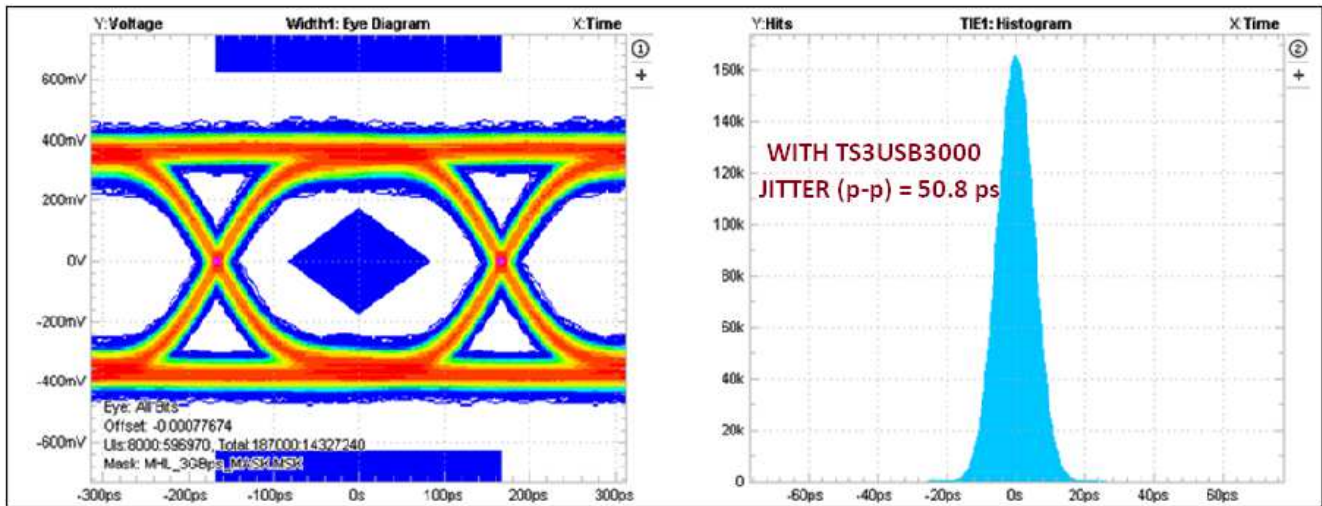 Y:Voltage Width1: Eye Diagram X:Time
600mV
400mV
200mV
0V
-200mV
-400mV
-600mV
Eye: All Bits
Offset: -0.00077674
UIs:8000:596970, Total:187000:14327240
Mask: MHL_3GBps_MASK.MSK
-300ps -200ps -100ps 0s 100ps 200ps 300ps
1
+
Y:Hits TIE1: Histogram X:Time
160k
140k
120k
100k
80k
60k
40k
20k
0
WITH TS3USB3000
JITTER (p-p) = 50.8 ps
-60ps -40ps -20ps 0s 20ps 40ps 60ps
2
+